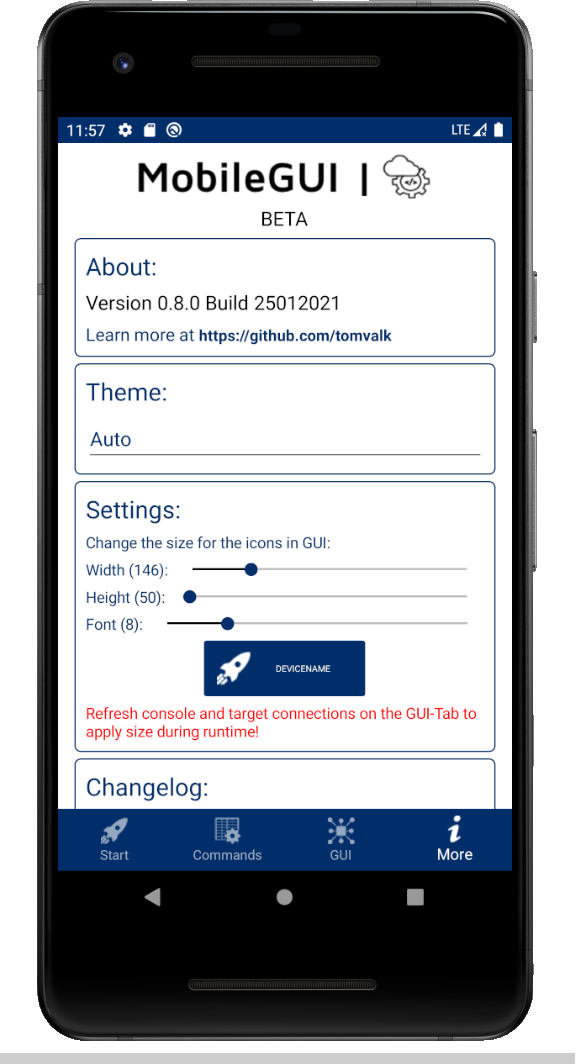 11:57 LTE
MobileGUI |
BETA
About:
Version 0.8.0 Build 25012021
Learn more at https://github.com/tomvalk
Theme:
Auto
Settings:
Change the size for the icons in GUI:
Width (146):
Height (50):
Font (8):
DEVICENAME
Refresh console and target connections on the GUI-Tab to
apply size during runtime!
Changelog:
Start Commands GUI More